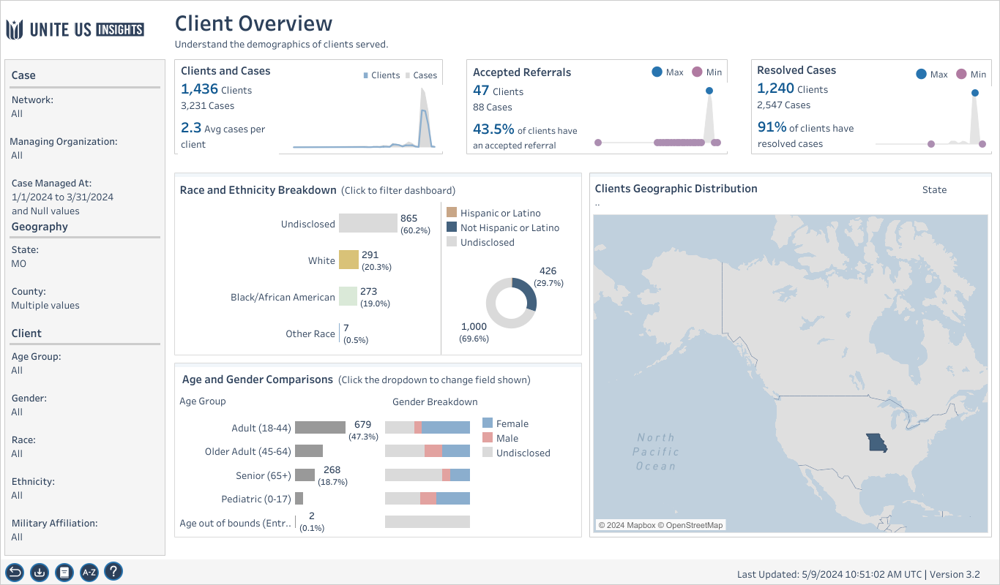 UNITE US INSIGHTS
Client Overview
Understand the demographics of clients served.
Case
Network:
All
Managing Organization:
All
Case Managed At:
1/1/2024 to 3/31/2024
and Null values
Geography
State:
MO
County:
Multiple values
Client
Age Group:
All
Gender:
All
Race:
All
Ethnicity:
All
Military Affiliation:
All
Clients and Cases
Clients Cases
1,436 Clients
3,231 Cases
2.3 Avg cases per
client
Accepted Referrals
Max Min
47 Clients
88 Cases
43.5% of clients have
an accepted referral
Resolved Cases
Max Min
1,240 Clients
2,547 Cases
91% of clients have
resolved cases
Race and Ethnicity Breakdown (Click to filter dashboard)
Undisclosed 865
(60.2%)
White 291
(20.3%)
Black/African American 273
(19.0%)
Other Race 7
(0.5%)
Hispanic or Latino
Not Hispanic or Latino
Undisclosed
426
(29.7%)
1,000
(69.6%)
Age and Gender Comparisons (Click the dropdown to change field shown)
Age Group Gender Breakdown
Adult (18-44) 679
(47.3%)
Older Adult (45-64)
Senior (65+) 268
(18.7%)
Pediatric (0-17)
Age out of bounds (Entr.. 2
(0.1%)
Female
Male
Undisclosed
Clients Geographic Distribution State
..
North
Pacific
Ocean
© 2024 Mapbox © OpenStreetMap
A-Z ?
Last Updated: 5/9/2024 10:51:02 AM UTC | Version 3.2